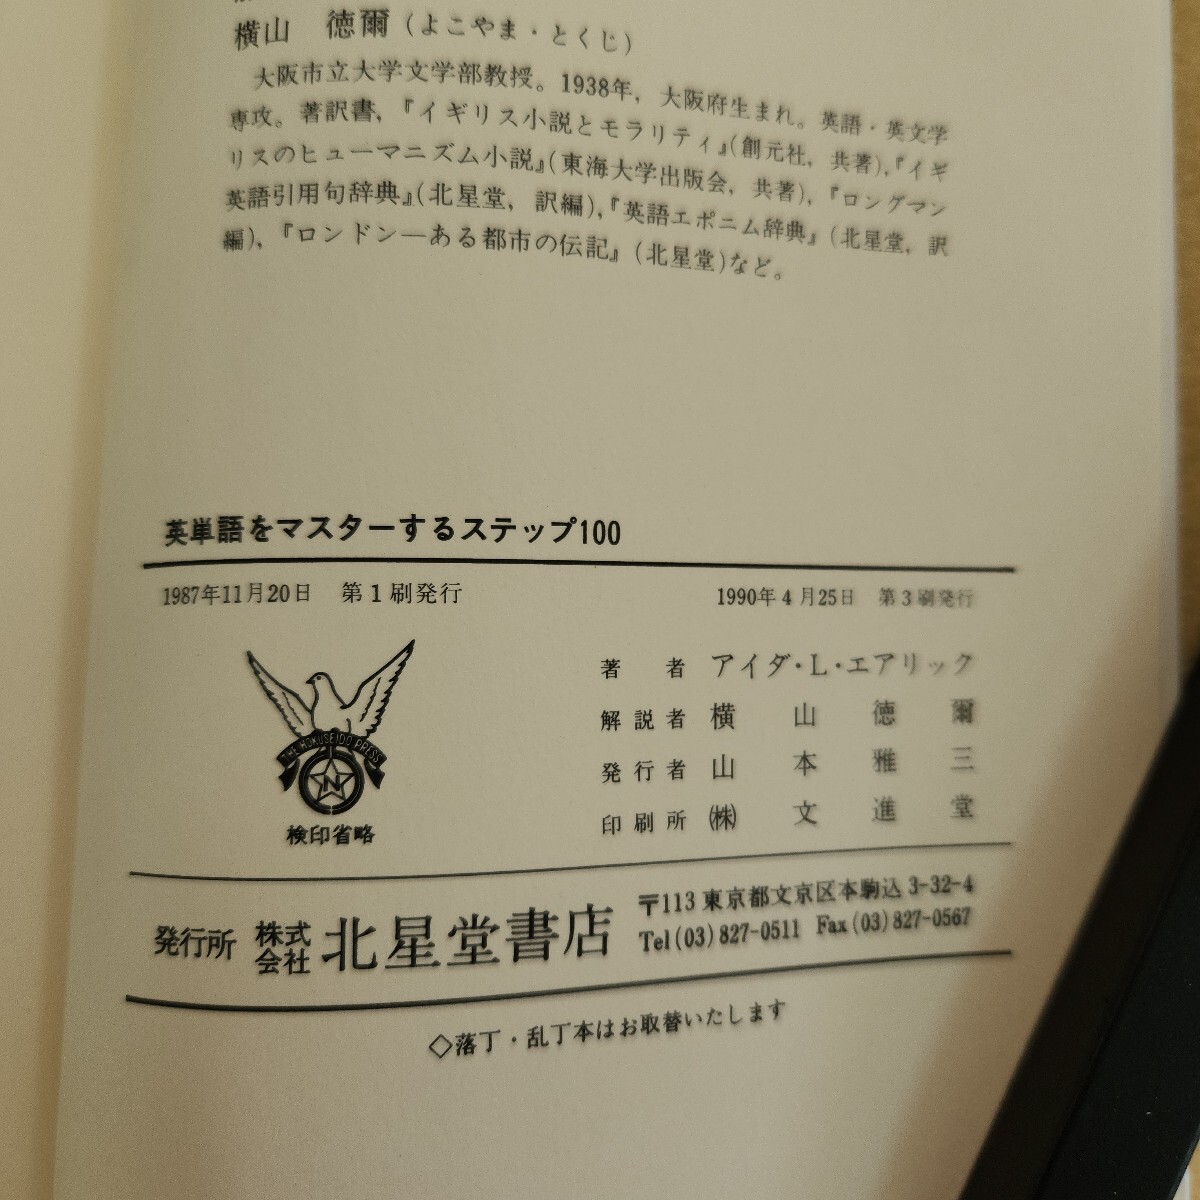 横山　徳爾（よこやま・とくじ）
大阪市立大学文学部教授。1938年，大阪府生まれ。英語・英文学
専攻。著訳書，『イギリス小説とモラリティ』（創元社，共著），『イギ
リスのヒューマニズム小説』（東海大学出版会，共著），『ロングマン
英語引用句辞典』（北星堂，訳編），『英語エポニム辞典』（北星堂，訳
編），『ロンドン―ある都市の伝記』（北星堂）など。
英単語をマスターするステップ100
1987年11月20日　第1刷発行　1990年4月25日　第3刷発行
著者　アイダ・L・エアリック
解説者　横山徳爾
発行者　山本雅三
印刷所　㈱文進堂
THE HOKUSEIDO PRESS
N
検印省略
発行所　株式会社　北星堂書店
〒113 東京都文京区本駒込 3-32-4
Tel (03) 827-0511　Fax (03) 827-0567
◇落丁・乱丁本はお取替いたします